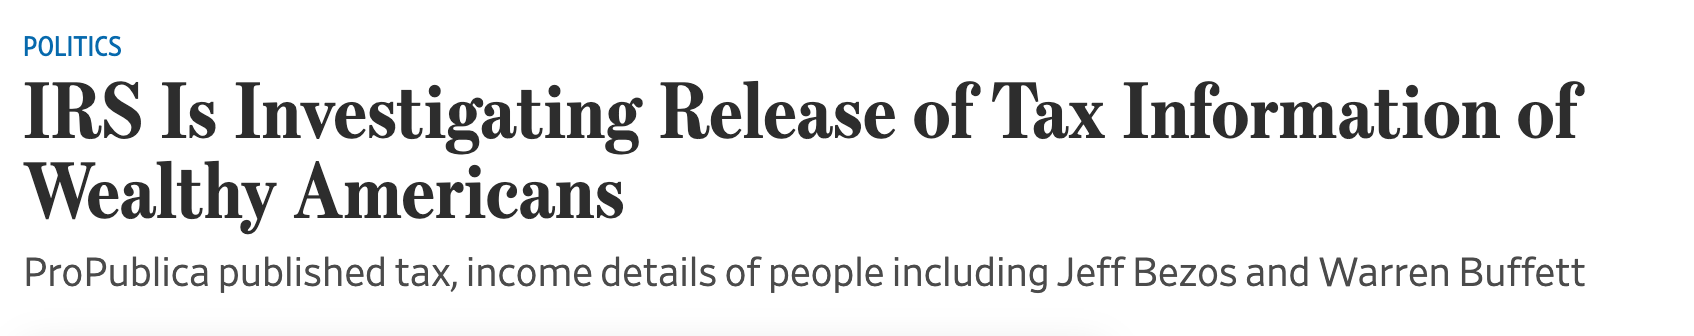 POLITICS
IRS Is Investigating Release of Tax Information of
Wealthy Americans
ProPublica published tax, income details of people including Jeff Bezos and Warren Buffett